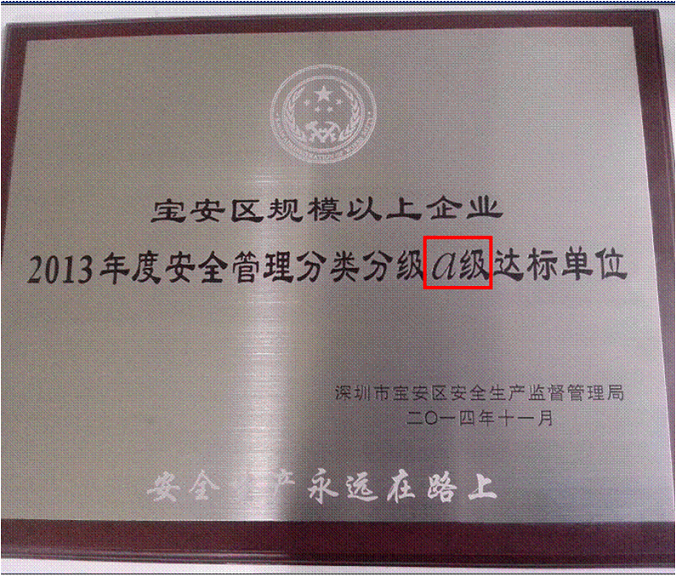 宝安区规模以上企业
2013年度安全管理分类分级a级达标单位
深圳市宝安区安全生产监督管理局
二〇一四年十一月
安全生产永远在路上